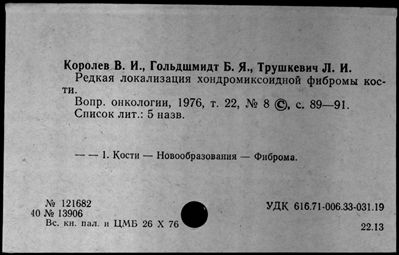 Королев В. И., Гольдшмидт Б. Я., Трушкевич Л. И.
Редкая локализация хондромиксоидной фибромы кос-
ти.
Вопр. онкологии, 1976, т. 22, № 8 ©, с. 89—91.
Список лит.: 5 назв.
— — 1. Кости — Новообразования — Фиброма.
№ 121682
40 № 13906
Вс. кн. пал. и ЦМБ 26 X 76
УДК 616.71-006.33-031.19
22.13